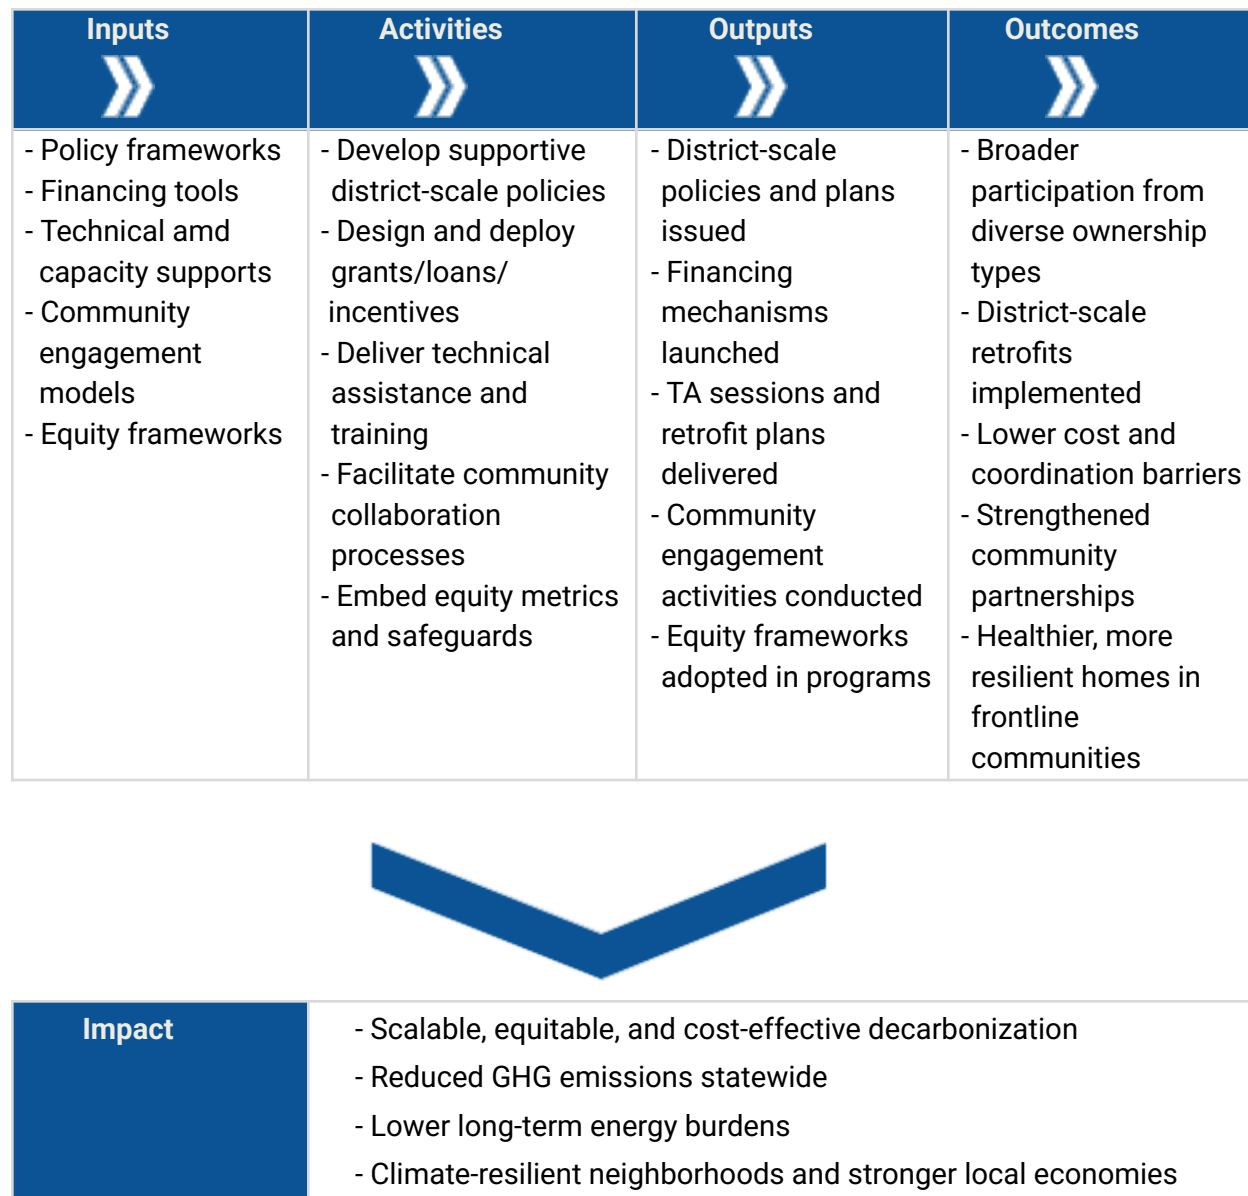 Inputs
Activities
Outputs
Outcomes
- Policy frameworks
- Financing tools
- Technical amd
capacity supports
- Community
engagement
models
- Equity frameworks
- Develop supportive
district-scale policies
- Design and deploy
grants/loans/
incentives
- Deliver technical
assistance and
training
- Facilitate community
collaboration
processes
- Embed equity metrics
and safeguards
- District-scale
policies and plans
issued
- Financing
mechanisms
launched
- TA sessions and
retrofit plans
delivered
- Community
engagement
activities conducted
- Equity frameworks
adopted in programs
- Broader
participation from
diverse ownership
types
- District-scale
retrofits
implemented
- Lower cost and
coordination barriers
- Strengthened
community
partnerships
- Healthier, more
resilient homes in
frontline
communities
Impact
- Scalable, equitable, and cost-effective decarbonization
- Reduced GHG emissions statewide
- Lower long-term energy burdens
- Climate-resilient neighborhoods and stronger local economies